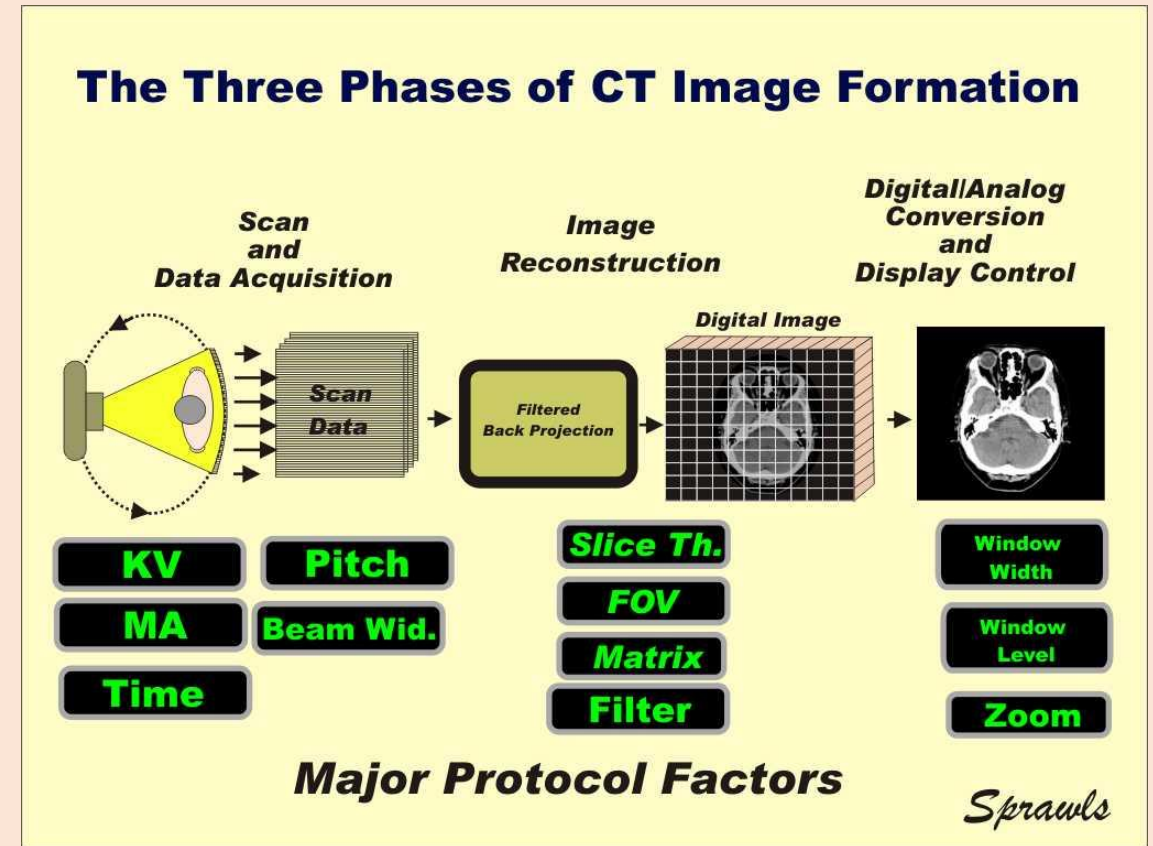 The Three Phases of CT Image Formation
Scan
and
Data Acquisition
Image
Reconstruction
Digital/Analog
Conversion
and
Display Control
Digital Image
Scan
Data
Filtered
Back Projection
KV
MA
Time
Pitch
Beam Wid.
Slice Th.
FOV
Matrix
Filter
Window
Width
Window
Level
Zoom
Major Protocol Factors
Sprawls